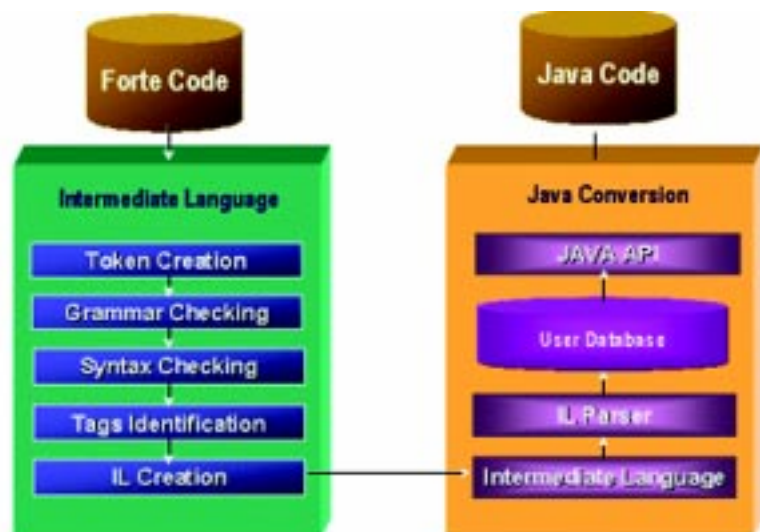 Forte Code
Intermediate Language
Token Creation
Grammar Checking
Syntax Checking
Tags Identification
IL Creation
Java Code
Java Conversion
JAVA API
User Database
IL Parser
Intermediate Language